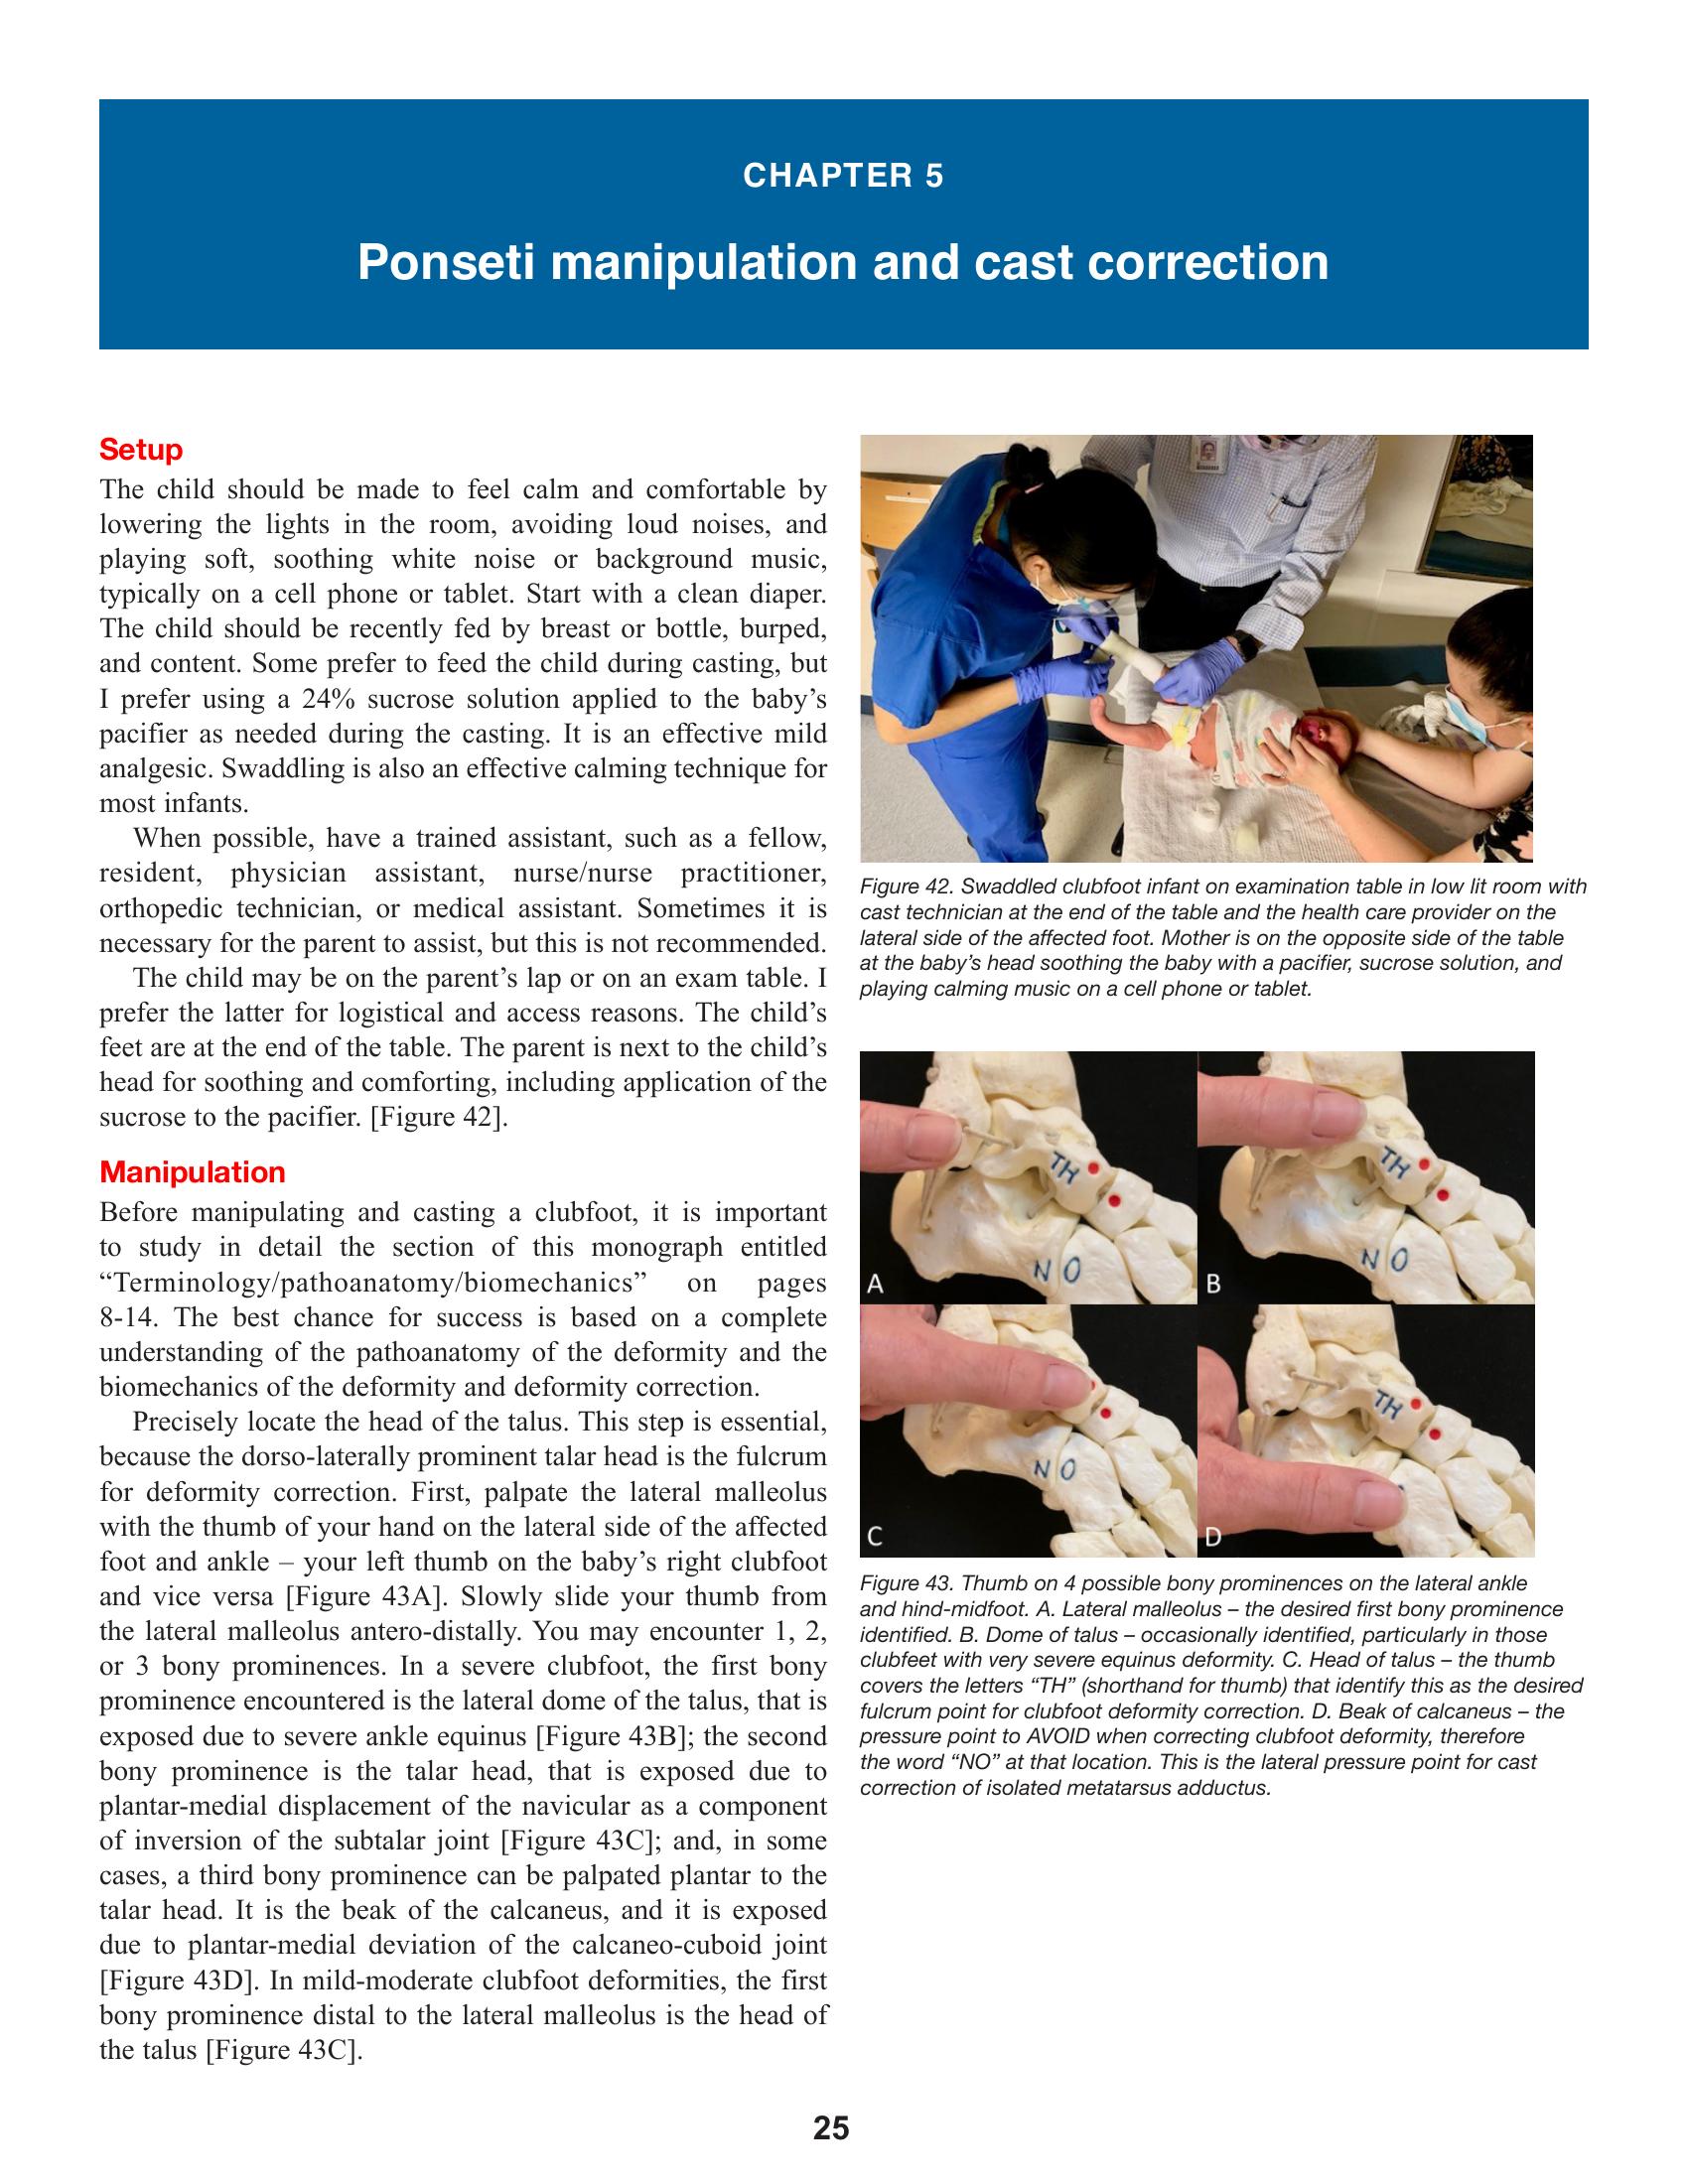 CHAPTER 5
Ponseti manipulation and cast correction
Setup
The child should be made to feel calm and comfortable by
lowering the lights in the room, avoiding loud noises, and
playing soft, soothing white noise or background music,
typically on a cell phone or tablet. Start with a clean diaper.
The child should be recently fed by breast or bottle, burped,
and content. Some prefer to feed the child during casting, but
I prefer using a 24% sucrose solution applied to the baby’s
pacifier as needed during the casting. It is an effective mild
analgesic. Swaddling is also an effective calming technique for
most infants.
When possible, have a trained assistant, such as a fellow,
resident, physician assistant, nurse/nurse practitioner,
orthopedic technician, or medical assistant. Sometimes it is
necessary for the parent to assist, but this is not recommended.
The child may be on the parent’s lap or on an exam table. I
prefer the latter for logistical and access reasons. The child’s
feet are at the end of the table. The parent is next to the child’s
head for soothing and comforting, including application of the
sucrose to the pacifier. [Figure 42].
Manipulation
Before manipulating and casting a clubfoot, it is important
to study in detail the section of this monograph entitled
“Terminology/pathoanatomy/biomechanics” on pages
8-14. The best chance for success is based on a complete
understanding of the pathoanatomy of the deformity and the
biomechanics of the deformity and deformity correction.
Precisely locate the head of the talus. This step is essential,
because the dorso-laterally prominent talar head is the fulcrum
for deformity correction. First, palpate the lateral malleolus
with the thumb of your hand on the lateral side of the affected
foot and ankle – your left thumb on the baby’s right clubfoot
and vice versa [Figure 43A]. Slowly slide your thumb from
the lateral malleolus antero-distally. You may encounter 1, 2,
or 3 bony prominences. In a severe clubfoot, the first bony
prominence encountered is the lateral dome of the talus, that is
exposed due to severe ankle equinus [Figure 43B]; the second
bony prominence is the talar head, that is exposed due to
plantar-medial displacement of the navicular as a component
of inversion of the subtalar joint [Figure 43C]; and, in some
cases, a third bony prominence can be palpated plantar to the
talar head. It is the beak of the calcaneus, and it is exposed
due to plantar-medial deviation of the calcaneo-cuboid joint
[Figure 43D]. In mild-moderate clubfoot deformities, the first
bony prominence distal to the lateral malleolus is the head of
the talus [Figure 43C].
Figure 42. Swaddled clubfoot infant on examination table in low lit room with
cast technician at the end of the table and the health care provider on the
lateral side of the affected foot. Mother is on the opposite side of the table
at the baby’s head soothing the baby with a pacifier, sucrose solution, and
playing calming music on a cell phone or tablet.
TH
NO
A
TH
NO
B
NO
C
TH
D
Figure 43. Thumb on 4 possible bony prominences on the lateral ankle
and hind-midfoot. A. Lateral malleolus – the desired first bony prominence
identified. B. Dome of talus – occasionally identified, particularly in those
clubfeet with very severe equinus deformity. C. Head of talus – the thumb
covers the letters “TH” (shorthand for thumb) that identify this as the desired
fulcrum point for clubfoot deformity correction. D. Beak of calcaneus – the
pressure point to AVOID when correcting clubfoot deformity, therefore
the word “NO” at that location. This is the lateral pressure point for cast
correction of isolated metatarsus adductus.
25